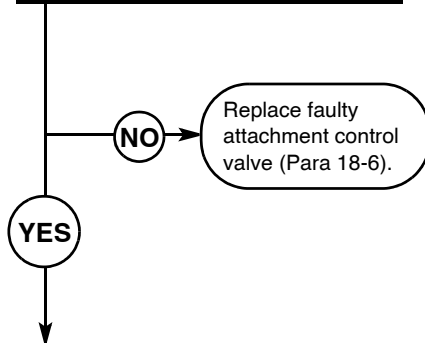 NO
Replace faulty
attachment control
valve (Para 18-6).
YES